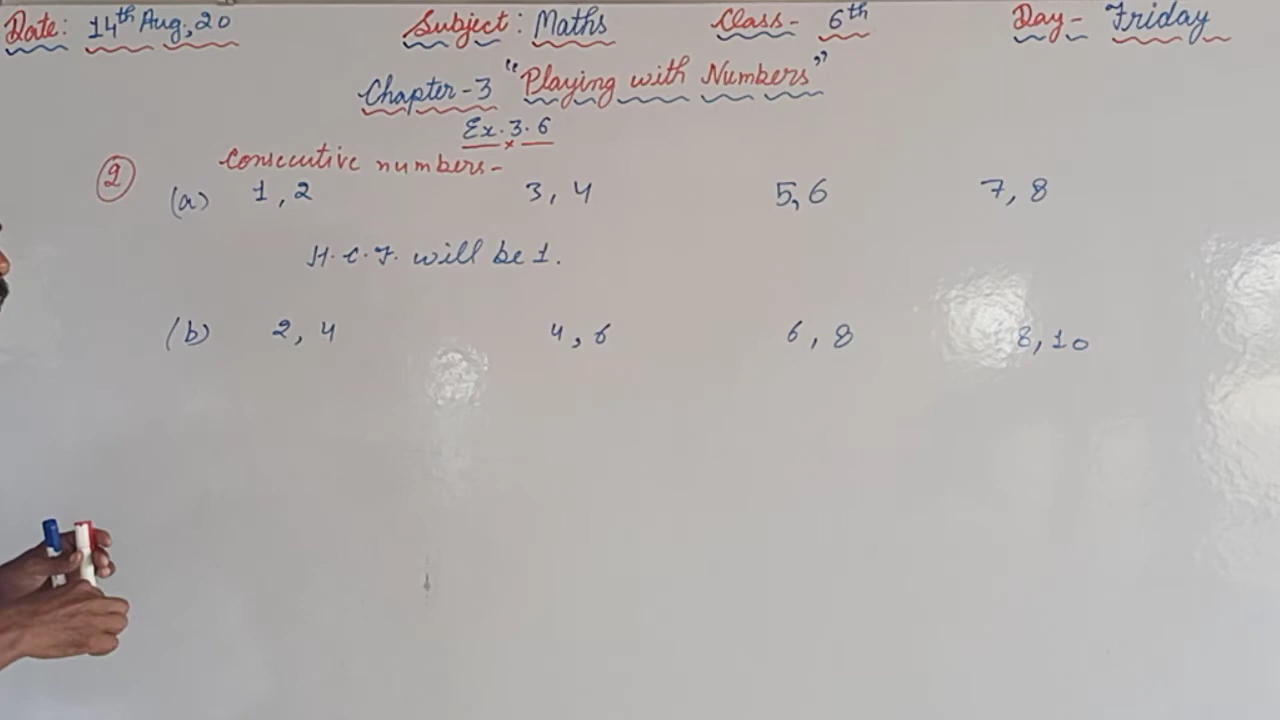 Date: 14th Aug, 20 Subject: Maths Class- 6th Day- Friday
Chapter-3 "Playing with Numbers"
Ex. 3.6
2 Consecutive numbers-
(a) 1, 2 3, 4 5, 6 7, 8
H.C.F. will be 1.
(b) 2, 4 4, 6 6, 8 8, 10